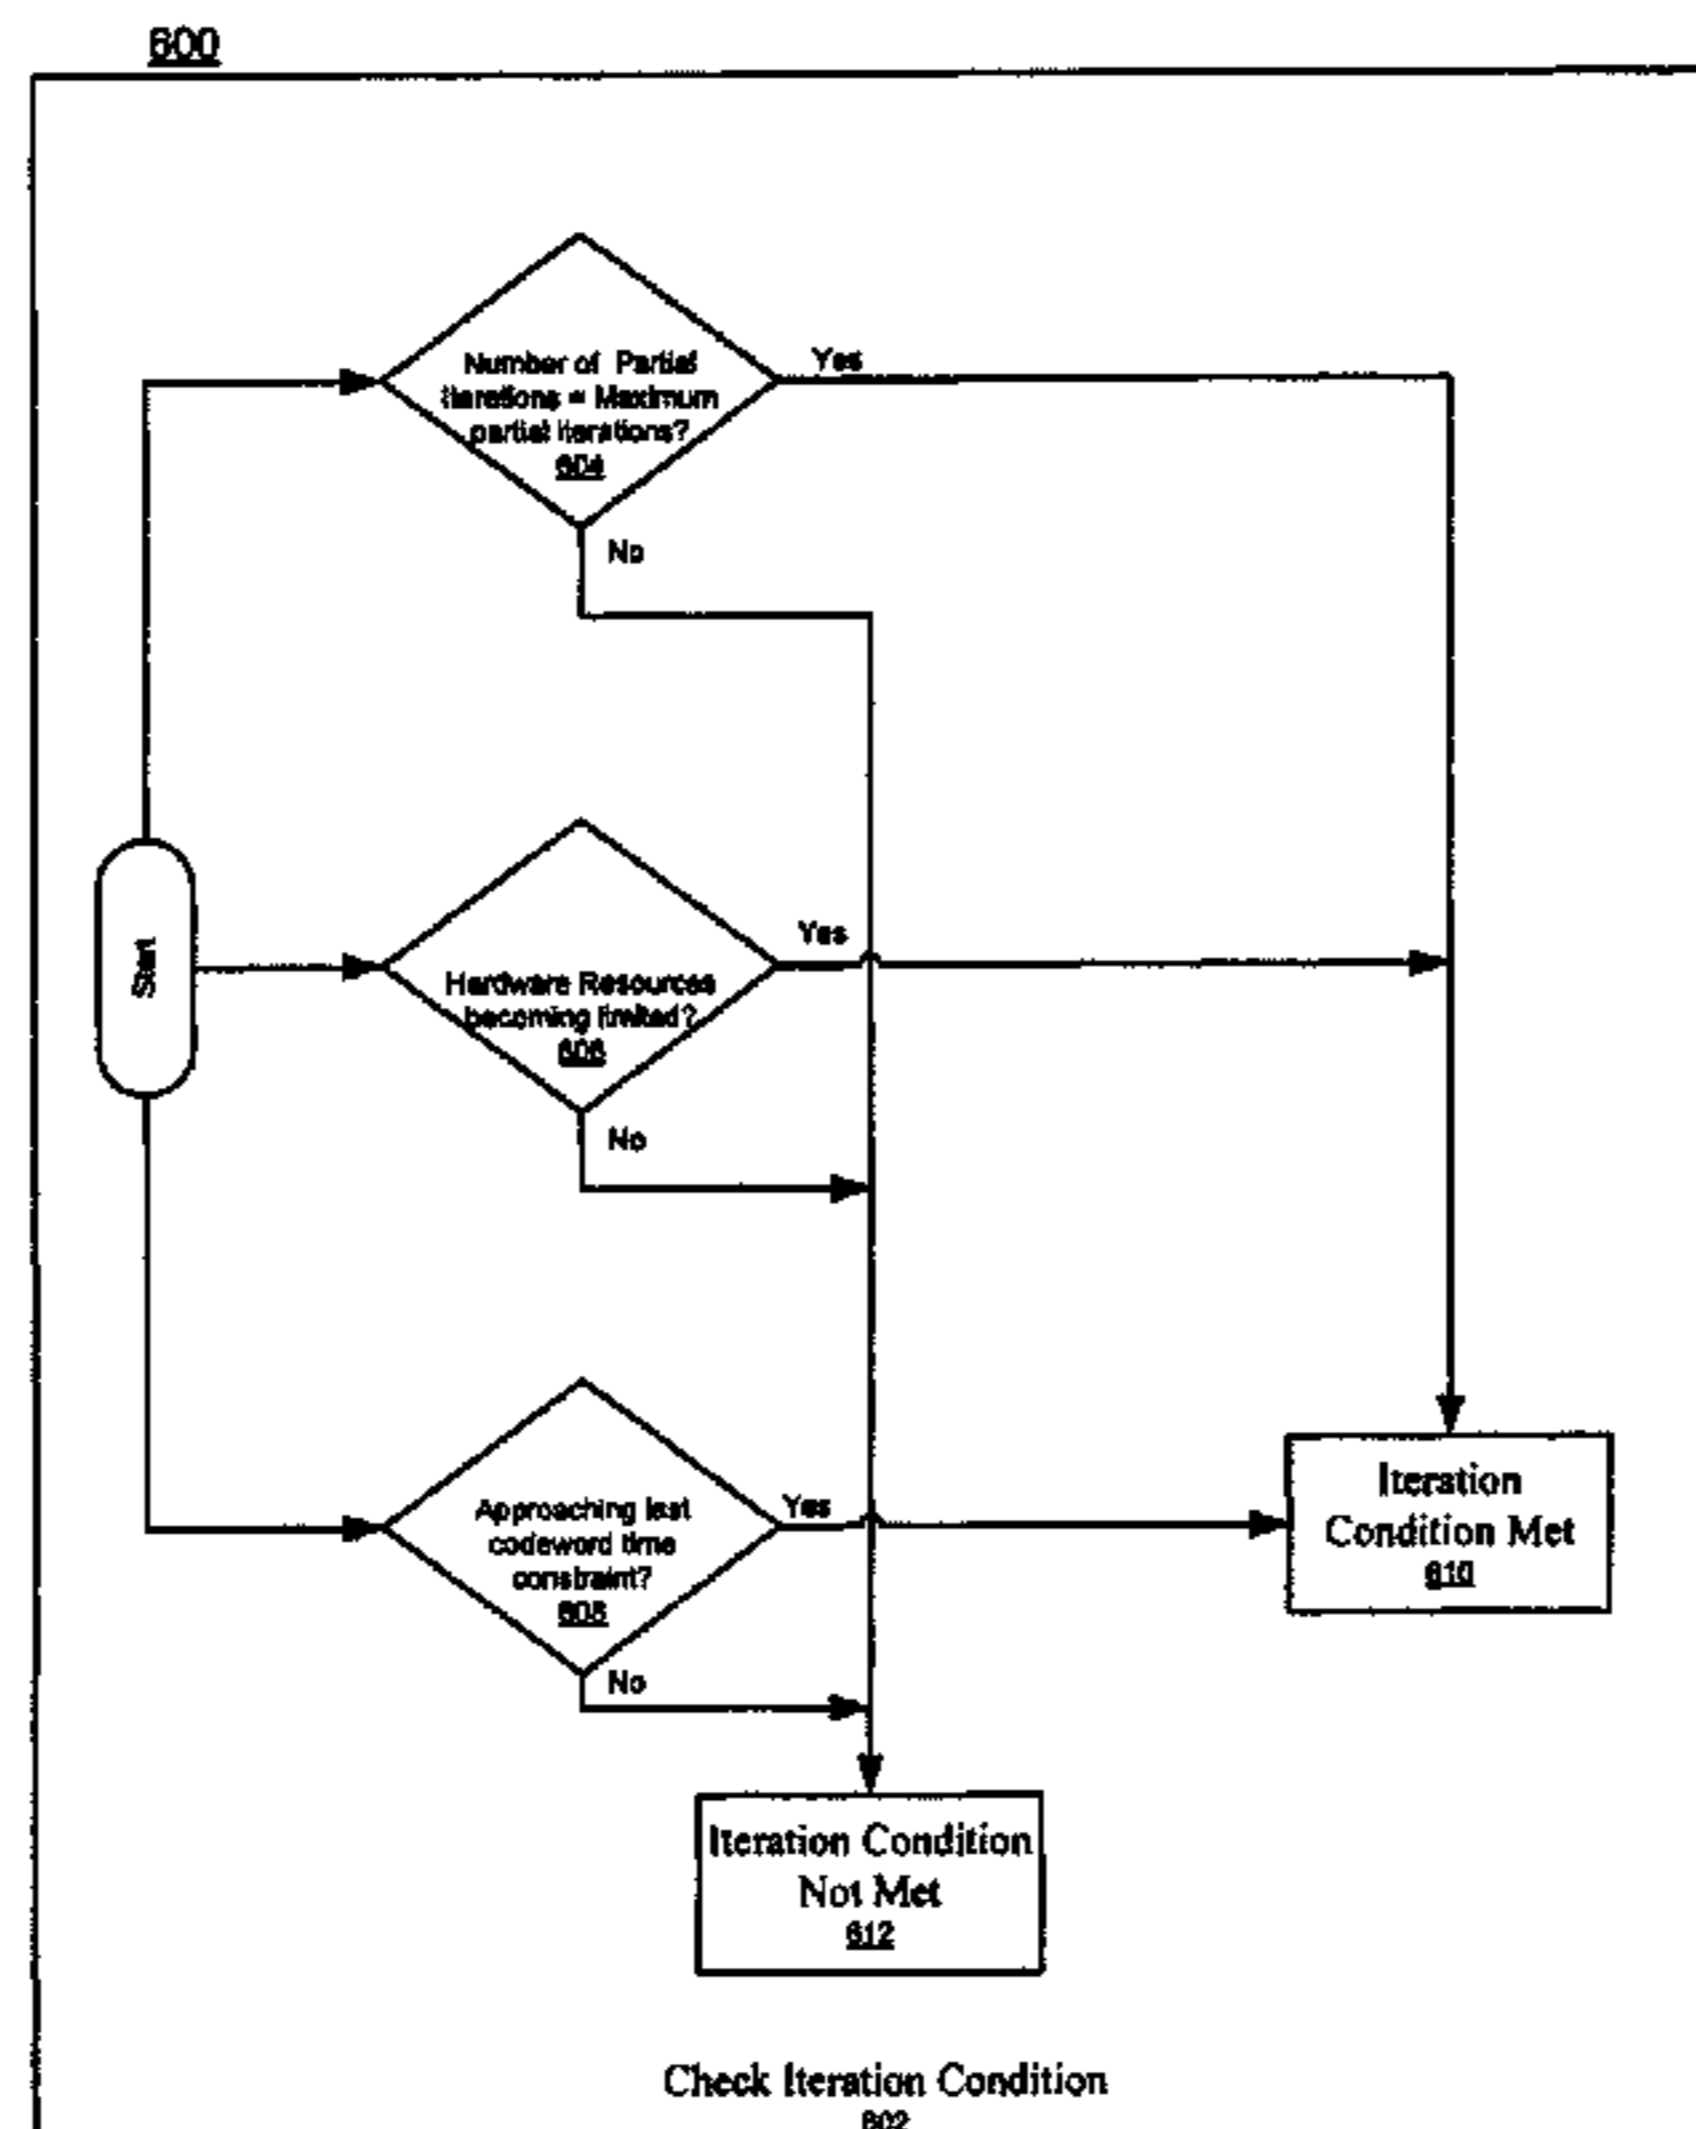 600
Number of Partial
Iterations = Maximum
partial iterations?
604
Yes
No
Start
Hardware Resources
becoming limited?
606
Yes
No
Approaching last
codeword time
constraint?
608
Yes
No
Iteration
Condition Met
610
Iteration Condition
Not Met
612
Check Iteration Condition
602